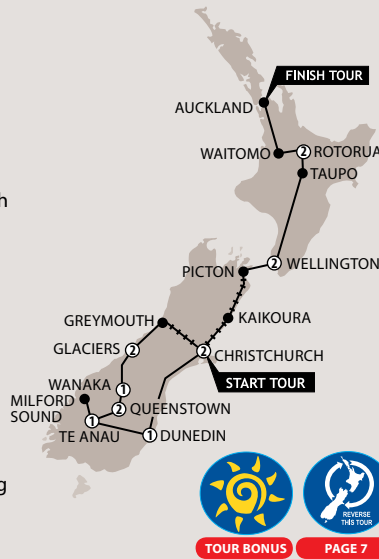 FINISH TOUR
AUCKLAND
WAITOMO
2
ROTORUA
TAUPO
h
2
WELLINGTON
PICTON
GREYMOUTH
KAIKOURA
GLACIERS
2
2
CHRISTCHURCH
START TOUR
WANAKA
1
MILFORD
SOUND
2
QUEENSTOWN
1
TE ANAU
1
DUNEDIN
g
REVERSE
THIS TOUR
TOUR BONUS
PAGE 7